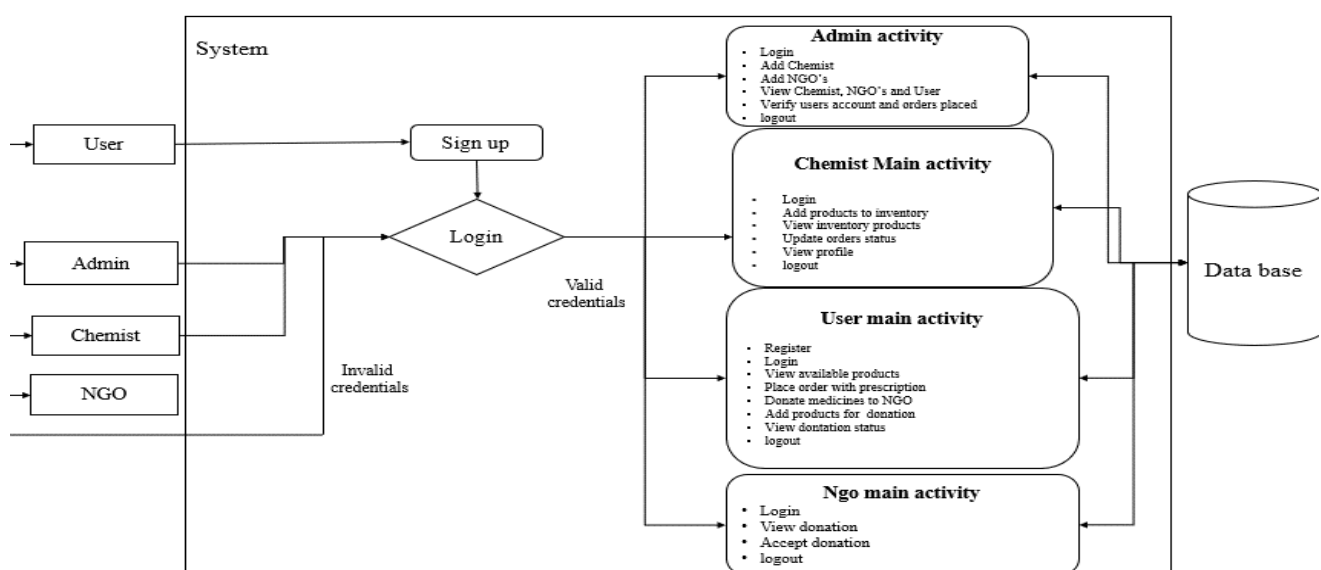 System
User
Admin
Chemist
NGO
Sign up
Login
Invalid
credentials
Valid
credentials
Admin activity
• Login
• Add Chemist
• Add NGO's
• View Chemist, NGO's and User
• Verify users account and orders placed
• logout
Chemist Main activity
- Login
- Add products to inventory
- View inventory products
- Update orders status
- View profile
- logout
User main activity
• Register
• Login
• View available products
• Place order with prescription
• Donate medicines to NGO
• Add products for donation
• View dontation status
• logout
Ngo main activity
• Login
• View donation
• Accept donation
• logout
Data base